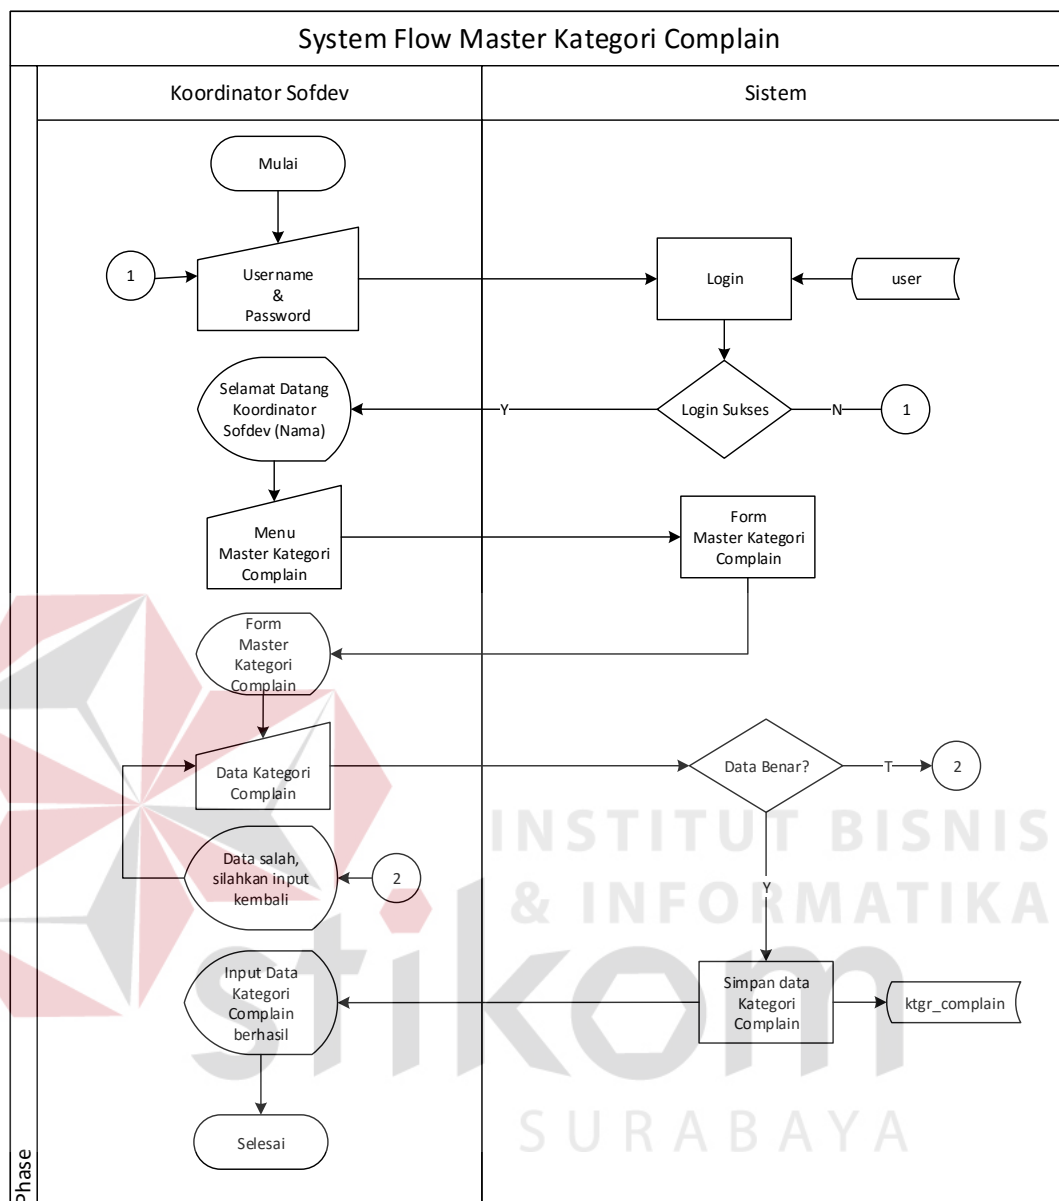 System Flow Master Kategori Complain
Koordinator Sofdev
Sistem
Mulai
1
Username
&
Password
Login
user
Selamat Datang
Koordinator
Sofdev (Nama)
Y
Login Sukses
N
1
Menu
Master Kategori
Complain
Form
Master Kategori
Complain
Form
Master
Kategori
Complain
Data Kategori
Complain
Data Benar?
T
2
Data salah,
silahkan input
kembali
2
Y
Input Data
Kategori
Complain
berhasil
Simpan data
Kategori
Complain
ktgr_complain
Selesai
Phase
INSTITUT BISNIS
& INFORMATIKA
stikom
SURABAYA